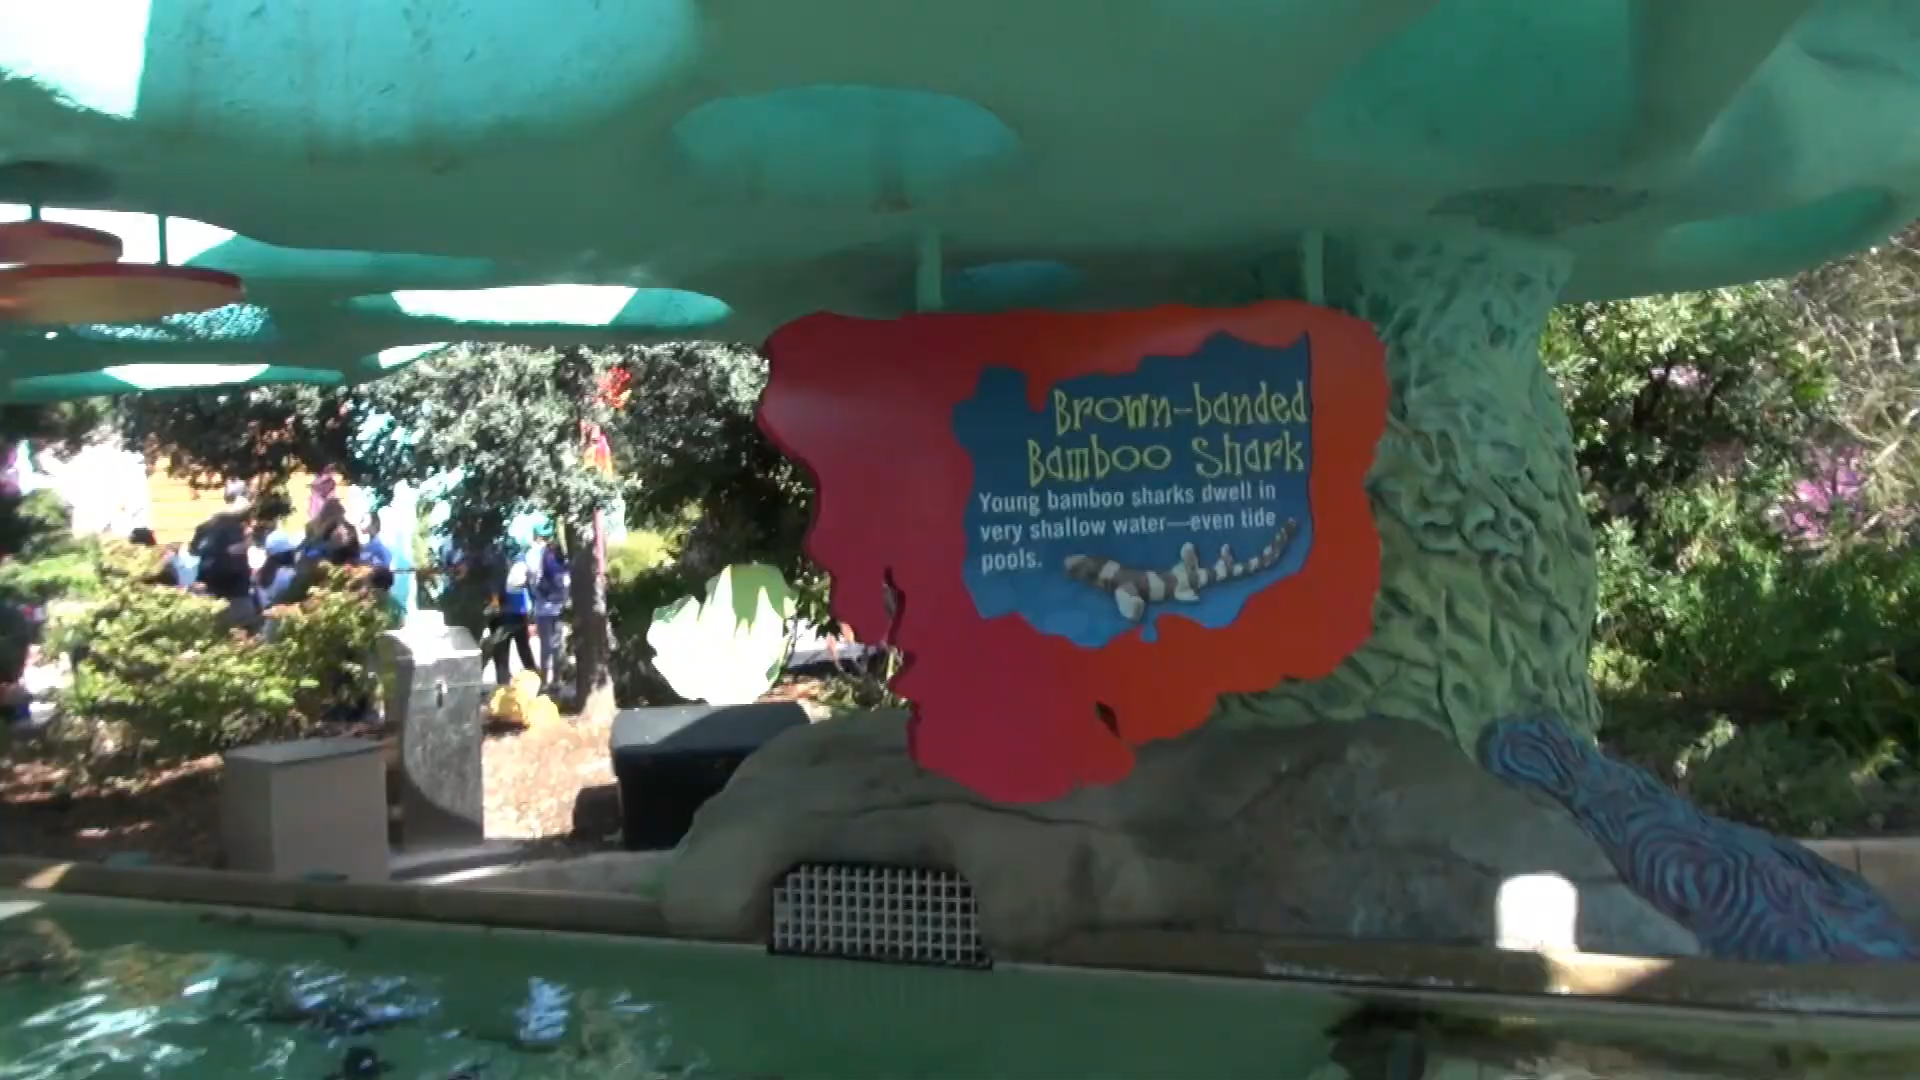 Brown-banded
Bamboo Shark
Young bamboo sharks dwell in
very shallow water—even tide
pools.